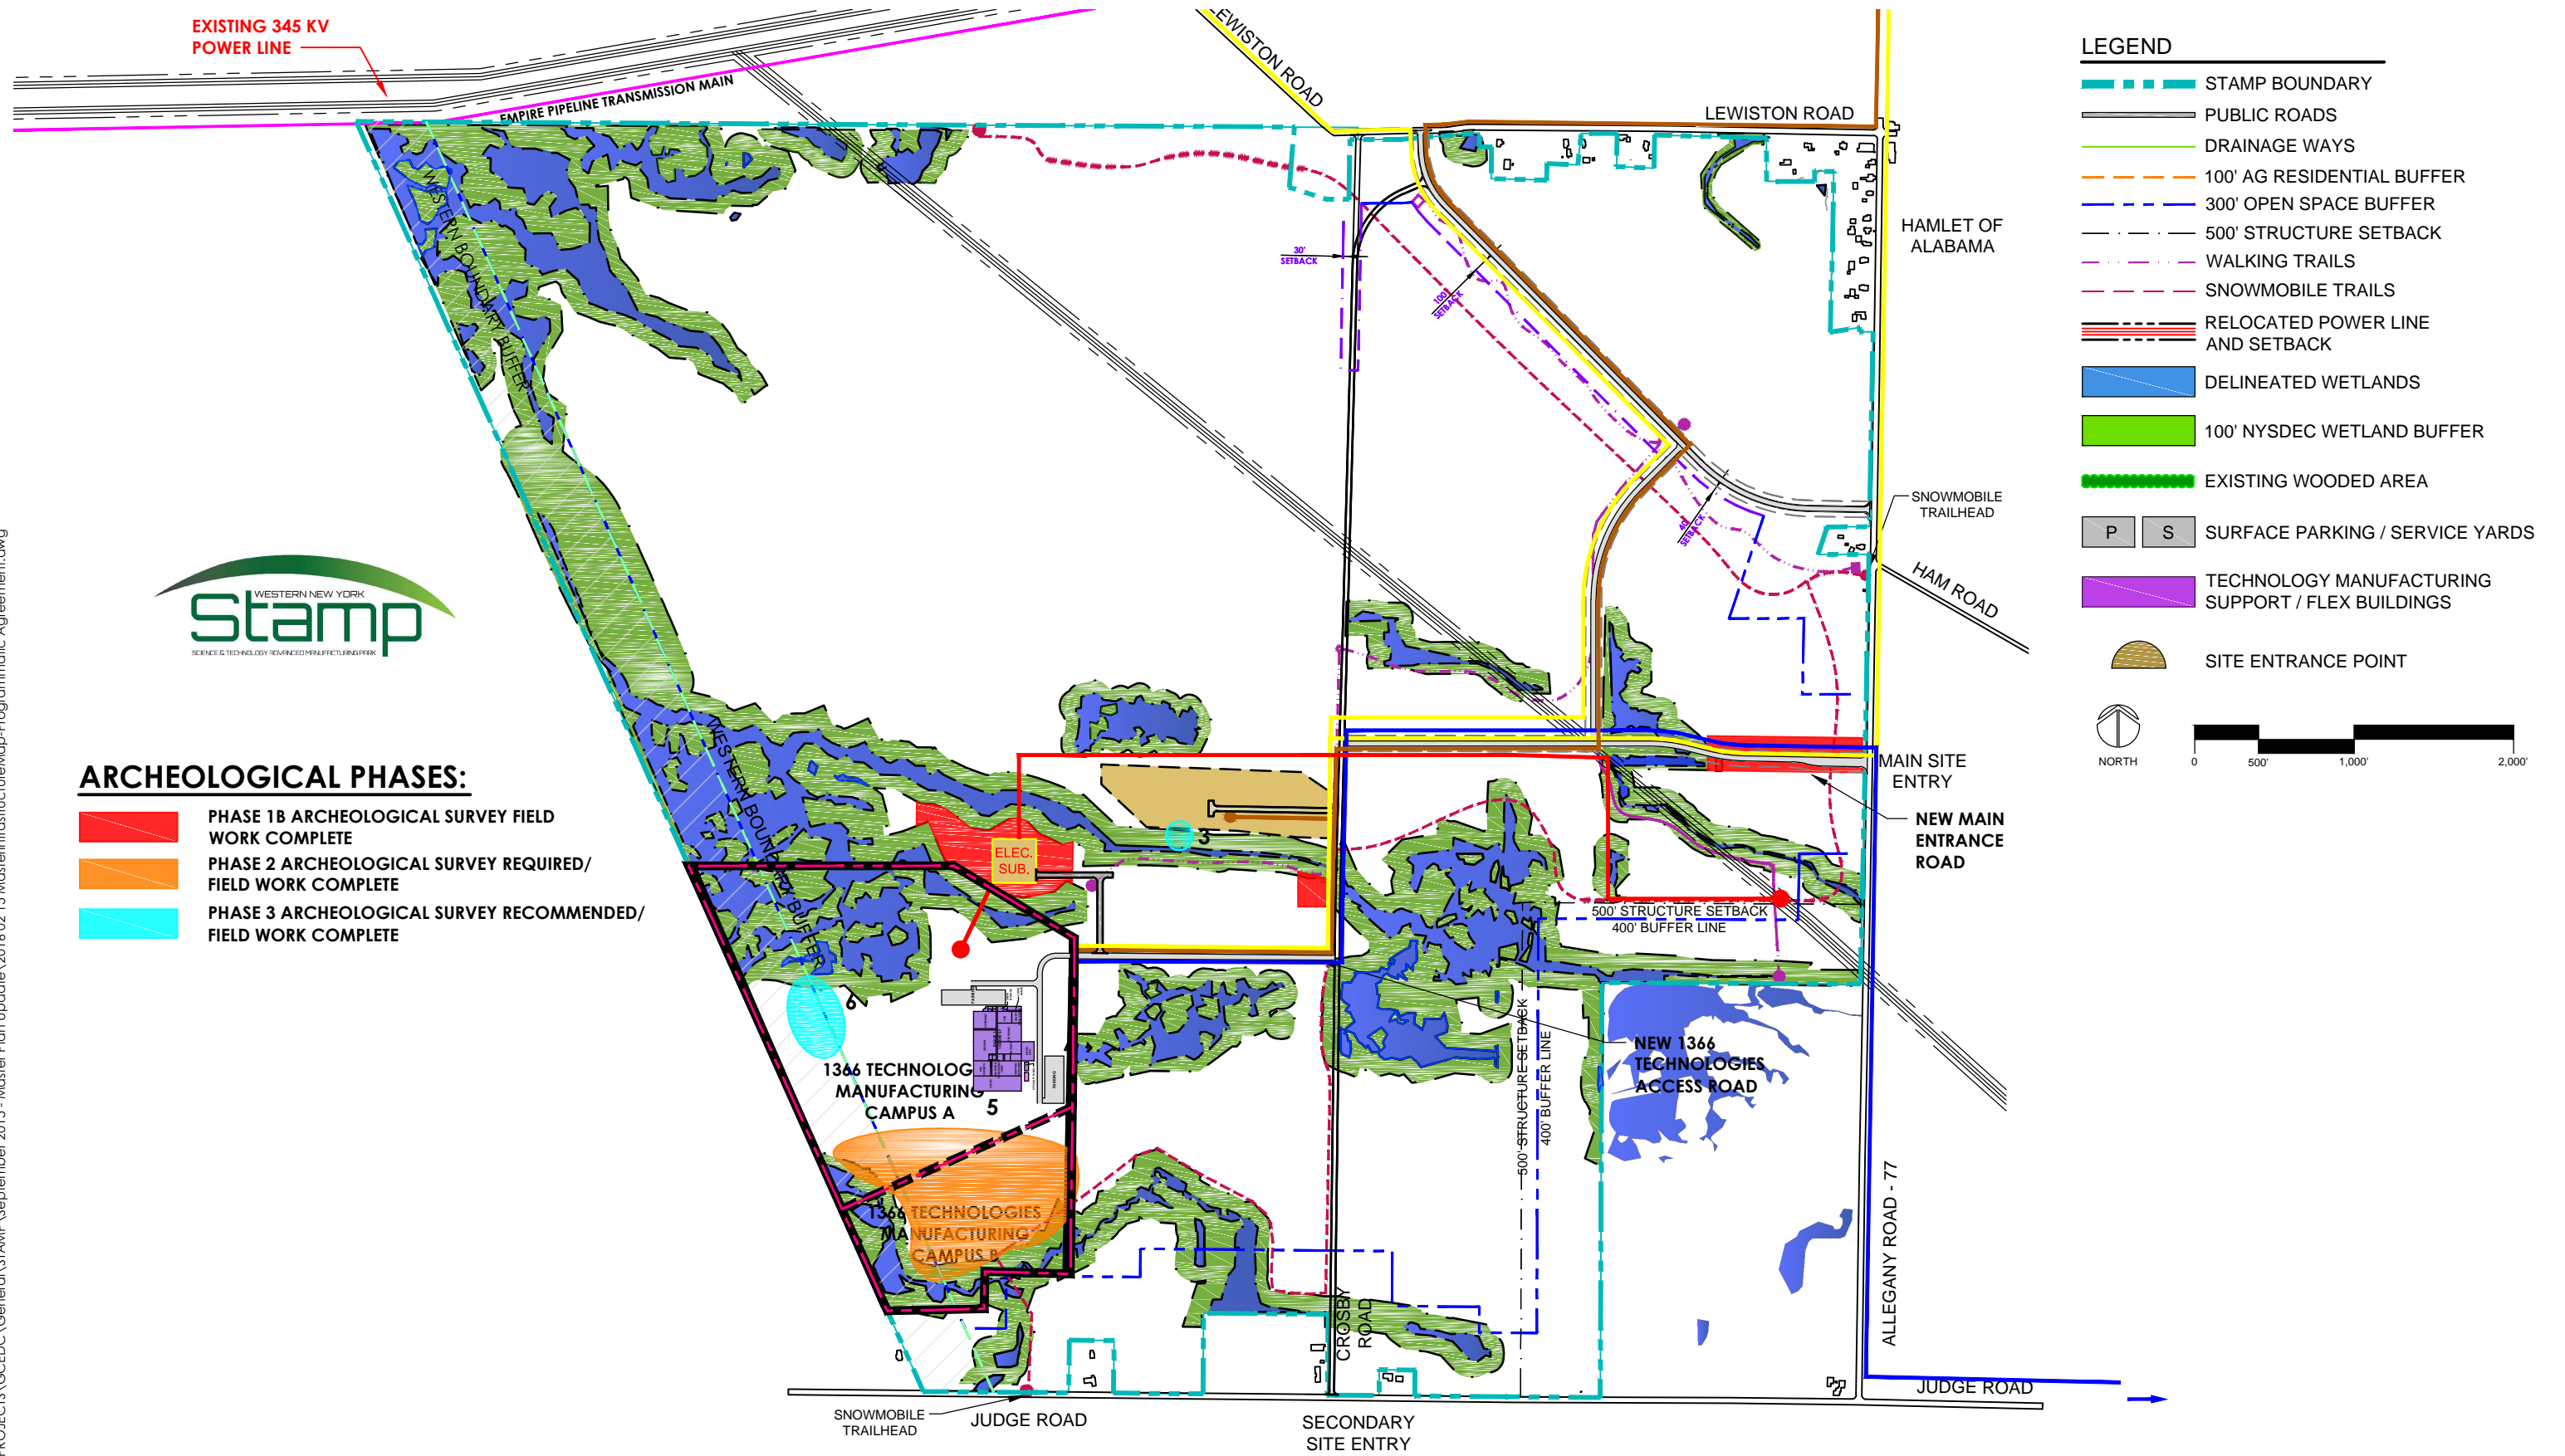 EXISTING 345 KV
POWER LINE
EMPIRE PIPELINE TRANSMISSION MAIN
LEWISTON ROAD
LEWISTON ROAD
HAMLET OF
ALABAMA
30'
SETBACK
100'
SETBACK
40'
SETBACK
SNOWMOBILE
TRAILHEAD
HAM ROAD
WESTERN BOUNDARY BUFFER
WESTERN BOUNDARY BUFFER
WESTERN NEW YORK
Stamp
SCIENCE & TECHNOLOGY ADVANCED MANUFACTURING PARK
ARCHEOLOGICAL PHASES:
PHASE 1B ARCHEOLOGICAL SURVEY FIELD
WORK COMPLETE
PHASE 2 ARCHEOLOGICAL SURVEY REQUIRED/
FIELD WORK COMPLETE
PHASE 3 ARCHEOLOGICAL SURVEY RECOMMENDED/
FIELD WORK COMPLETE
MAIN SITE
ENTRY
NEW MAIN
ENTRANCE
ROAD
ELEC.
SUB.
3
6
5
500' STRUCTURE SETBACK
400' BUFFER LINE
500' STRUCTURE SETBACK
400' BUFFER LINE
NEW 1366
TECHNOLOGIES
ACCESS ROAD
1366 TECHNOLOG
MANUFACTURING
CAMPUS A
PARKING
1366 TECHNOLOGIES
MANUFACTURING
CAMPUS B
CROSBY
ROAD
ALLEGANY ROAD - 77
JUDGE ROAD
JUDGE ROAD
SNOWMOBILE
TRAILHEAD
SECONDARY
SITE ENTRY
LEGEND
STAMP BOUNDARY
PUBLIC ROADS
DRAINAGE WAYS
100' AG RESIDENTIAL BUFFER
300' OPEN SPACE BUFFER
500' STRUCTURE SETBACK
WALKING TRAILS
SNOWMOBILE TRAILS
RELOCATED POWER LINE
AND SETBACK
DELINEATED WETLANDS
100' NYSDEC WETLAND BUFFER
EXISTING WOODED AREA
P S SURFACE PARKING / SERVICE YARDS
TECHNOLOGY MANUFACTURING
SUPPORT / FLEX BUILDINGS
SITE ENTRANCE POINT
NORTH
0 500' 1,000' 2,000'